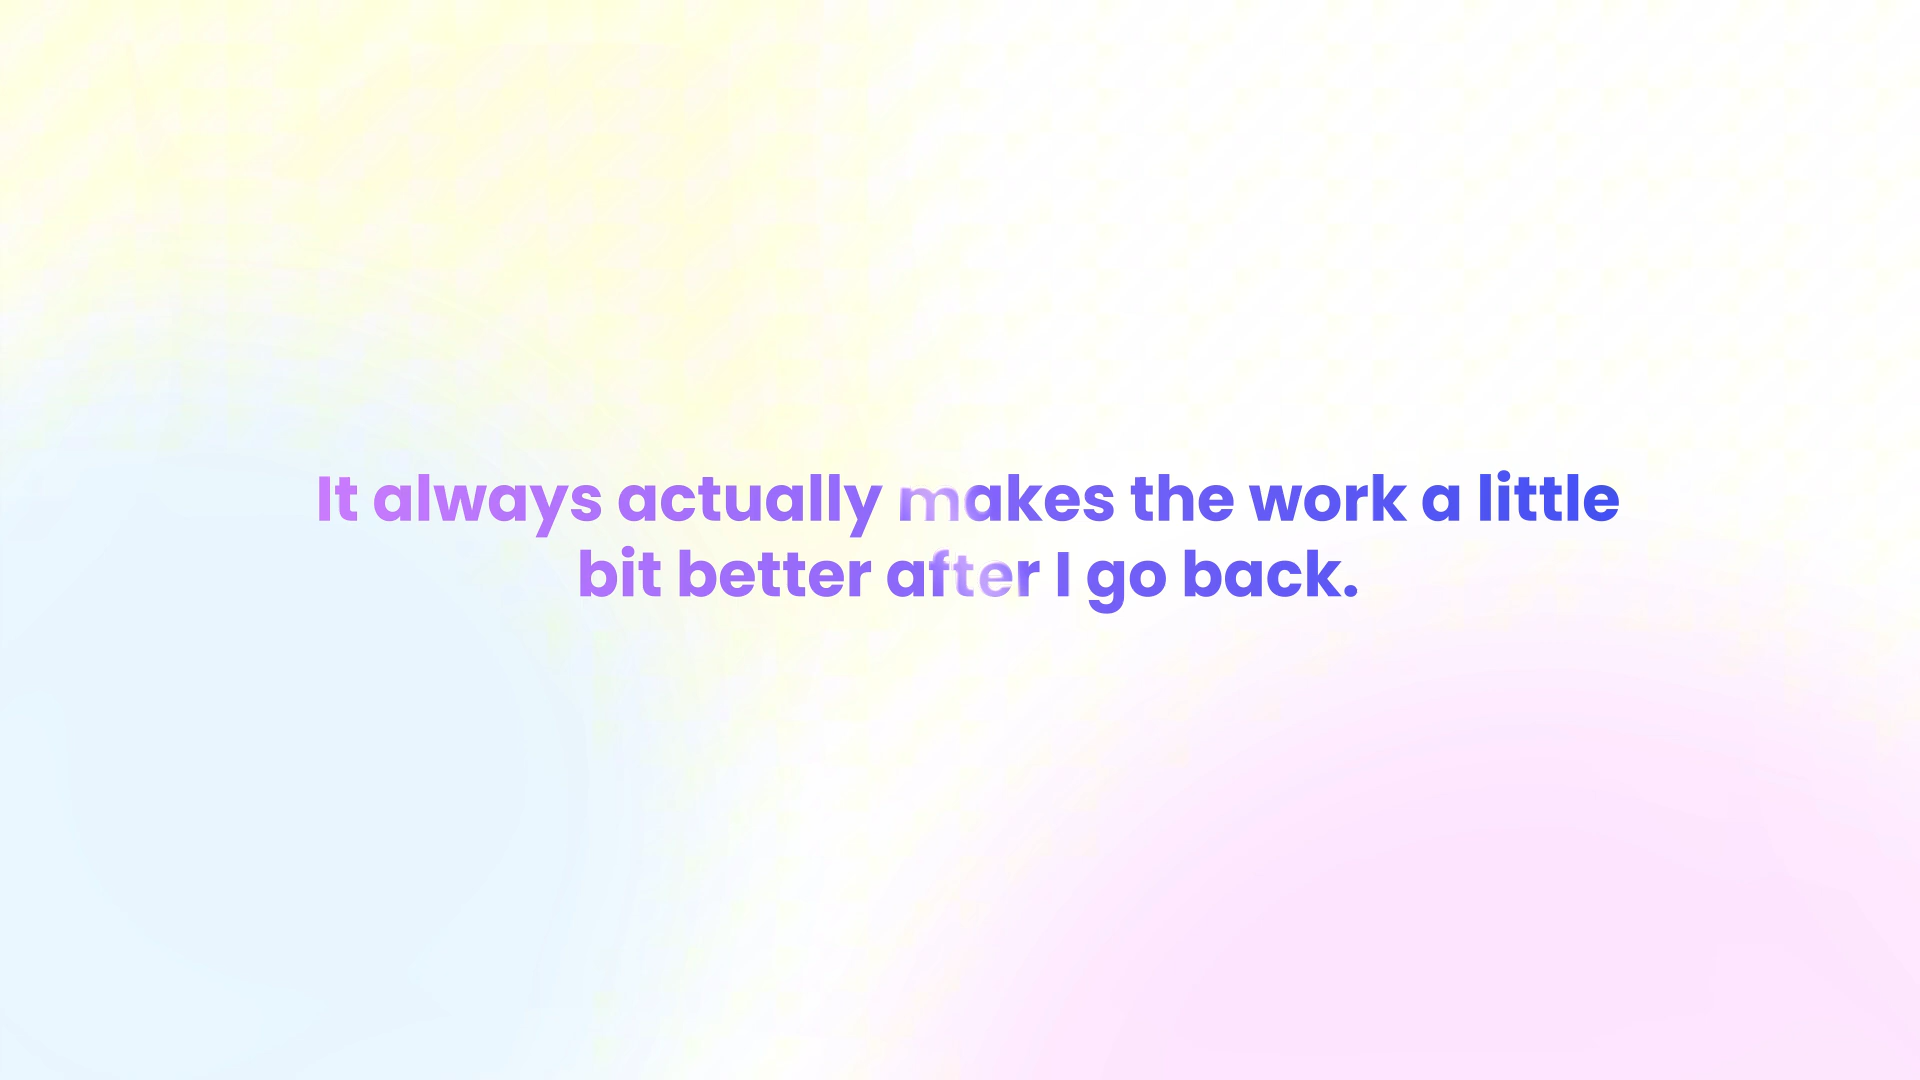 It always actually makes the work a little
bit better after I go back.